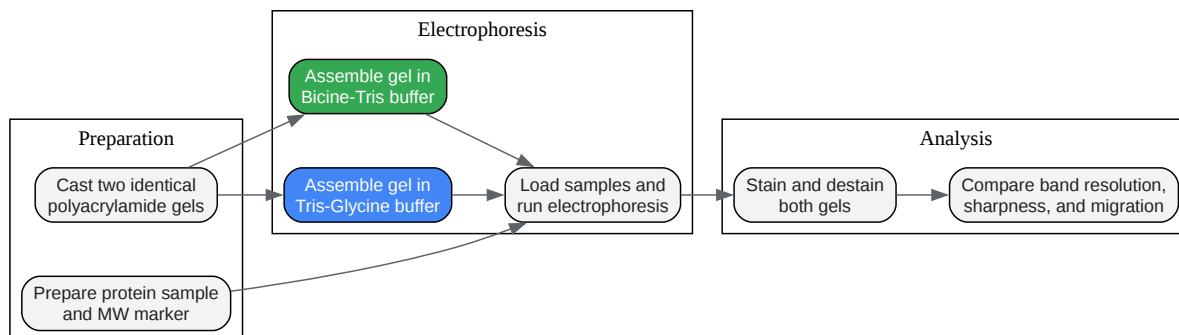 Preparation
Cast two identical
polyacrylamide gels
Prepare protein sample
and MW marker
Electrophoresis
Assemble gel in
Bicine-Tris buffer
Assemble gel in
Tris-Glycine buffer
Load samples and
run electrophoresis
Analysis
Stain and destain
both gels
Compare band resolution,
sharpness, and migration